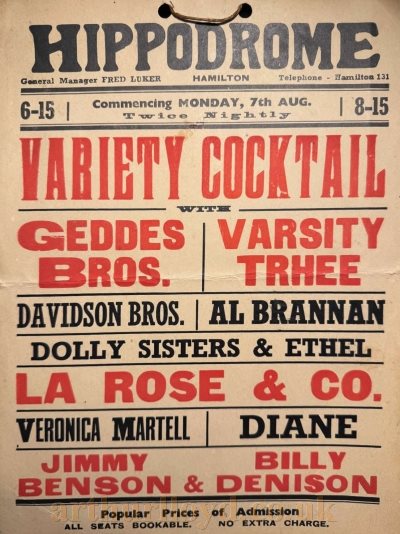 HIPPODROME
General Manager FRED LUKER HAMILTON Telephone - Hamilton 131
6-15 Commencing MONDAY, 7th AUG. 8-15
Twice Nightly
VARIETY COCKTAIL
WITH
GEDDES BROS. VARSITY TRHEE
DAVIDSON BROS. AL BRANNAN
DOLLY SISTERS & ETHEL
LA ROSE & CO.
VERONICA MARTELL DIANE
JIMMY BILLY
BENSON & DENISON
Popular Prices of Admission
ALL SEATS BOOKABLE. NO EXTRA CHARGE.